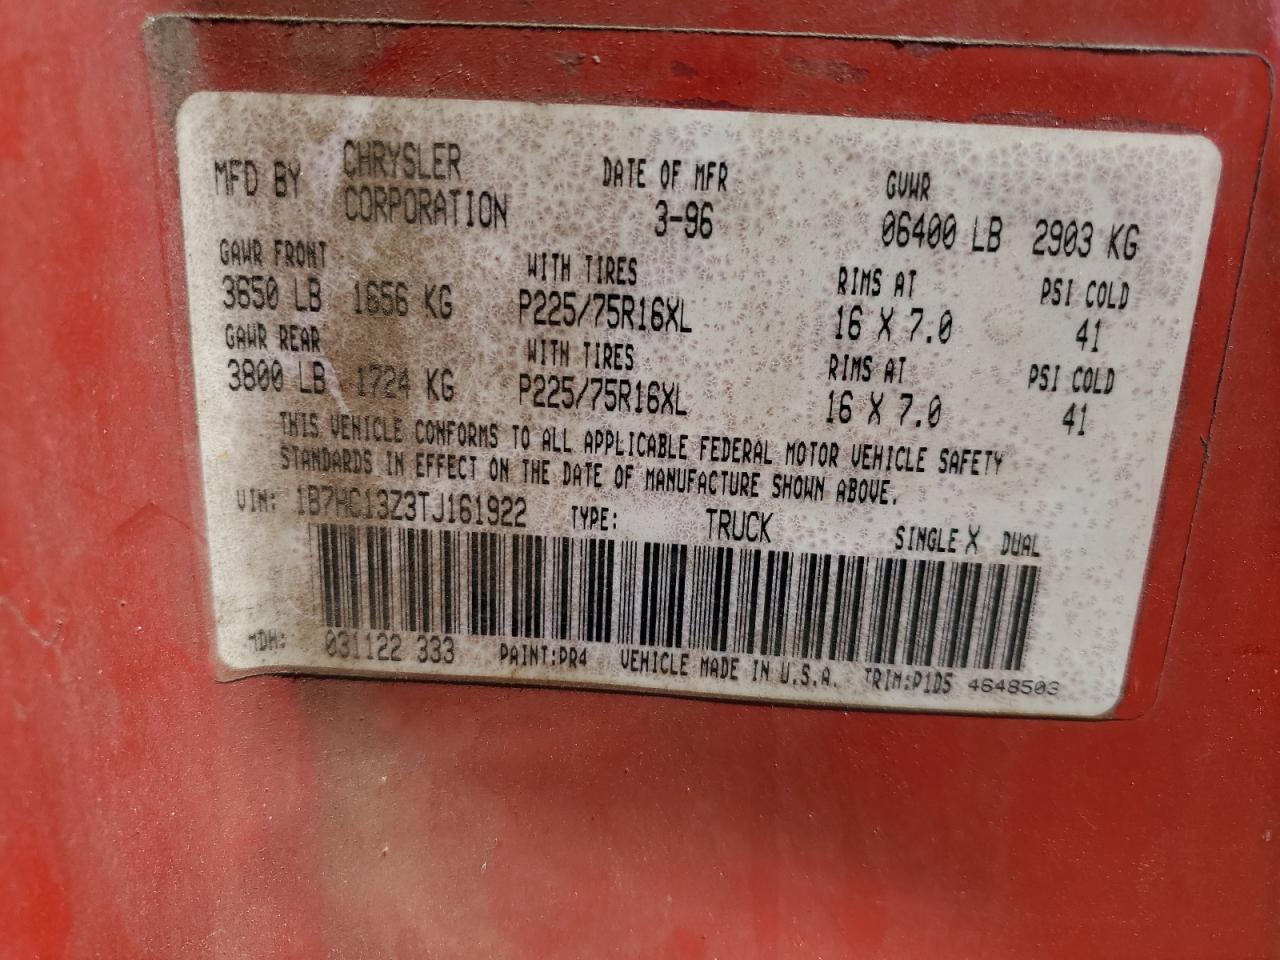 MFD BY CHRYSLER CORPORATION DATE OF MFR 3-96 GVWR 06400 LB 2903 KG
GAWR FRONT WITH TIRES RIMS AT PSI COLD
3650 LB 1656 KG P225/75R16XL 16 X 7.0 41
GAWR REAR WITH TIRES RIMS AT PSI COLD
3800 LB 1724 KG P225/75R16XL 16 X 7.0 41
THIS VEHICLE CONFORMS TO ALL APPLICABLE FEDERAL MOTOR VEHICLE SAFETY
STANDARDS IN EFFECT ON THE DATE OF MANUFACTURE SHOWN ABOVE.
VIN: 1B7HC13Z3TJ161922 TYPE: TRUCK SINGLE X DUAL
MDH: 031122 333 PAINT:PR4 VEHICLE MADE IN U.S.A. TRIM:P1D5 4648503